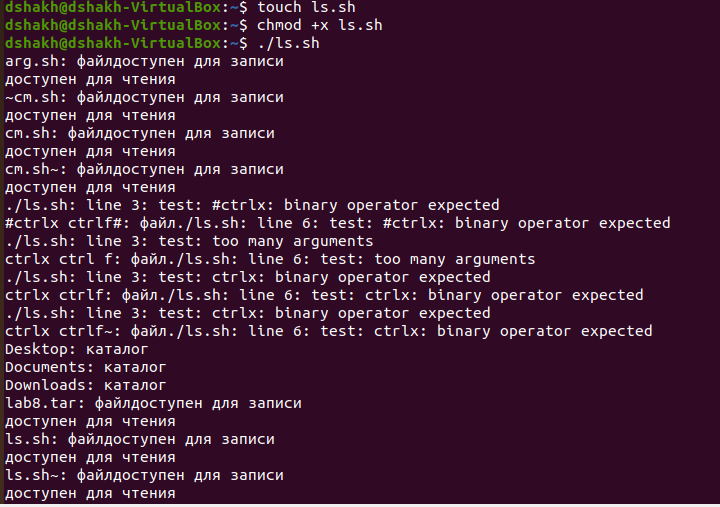 dshakh@dshakh-VirtualBox:~$ touch ls.sh
dshakh@dshakh-VirtualBox:~$ chmod +x ls.sh
dshakh@dshakh-VirtualBox:~$ ./ls.sh
arg.sh: файлдоступен для записи
доступен для чтения
~cm.sh: файлдоступен для записи
доступен для чтения
cm.sh: файлдоступен для записи
доступен для чтения
cm.sh~: файлдоступен для записи
доступен для чтения
./ls.sh: line 3: test: #ctrlx: binary operator expected
#ctrlx ctrlf#: файл./ls.sh: line 6: test: #ctrlx: binary operator expected
./ls.sh: line 3: test: too many arguments
ctrlx ctrl f: файл./ls.sh: line 6: test: too many arguments
./ls.sh: line 3: test: ctrlx: binary operator expected
ctrlx ctrlf: файл./ls.sh: line 6: test: ctrlx: binary operator expected
./ls.sh: line 3: test: ctrlx: binary operator expected
ctrlx ctrlf~: файл./ls.sh: line 6: test: ctrlx: binary operator expected
Desktop: каталог
Documents: каталог
Downloads: каталог
lab8.tar: файлдоступен для записи
доступен для чтения
ls.sh: файлдоступен для записи
доступен для чтения
ls.sh~: файлдоступен для записи
доступен для чтения